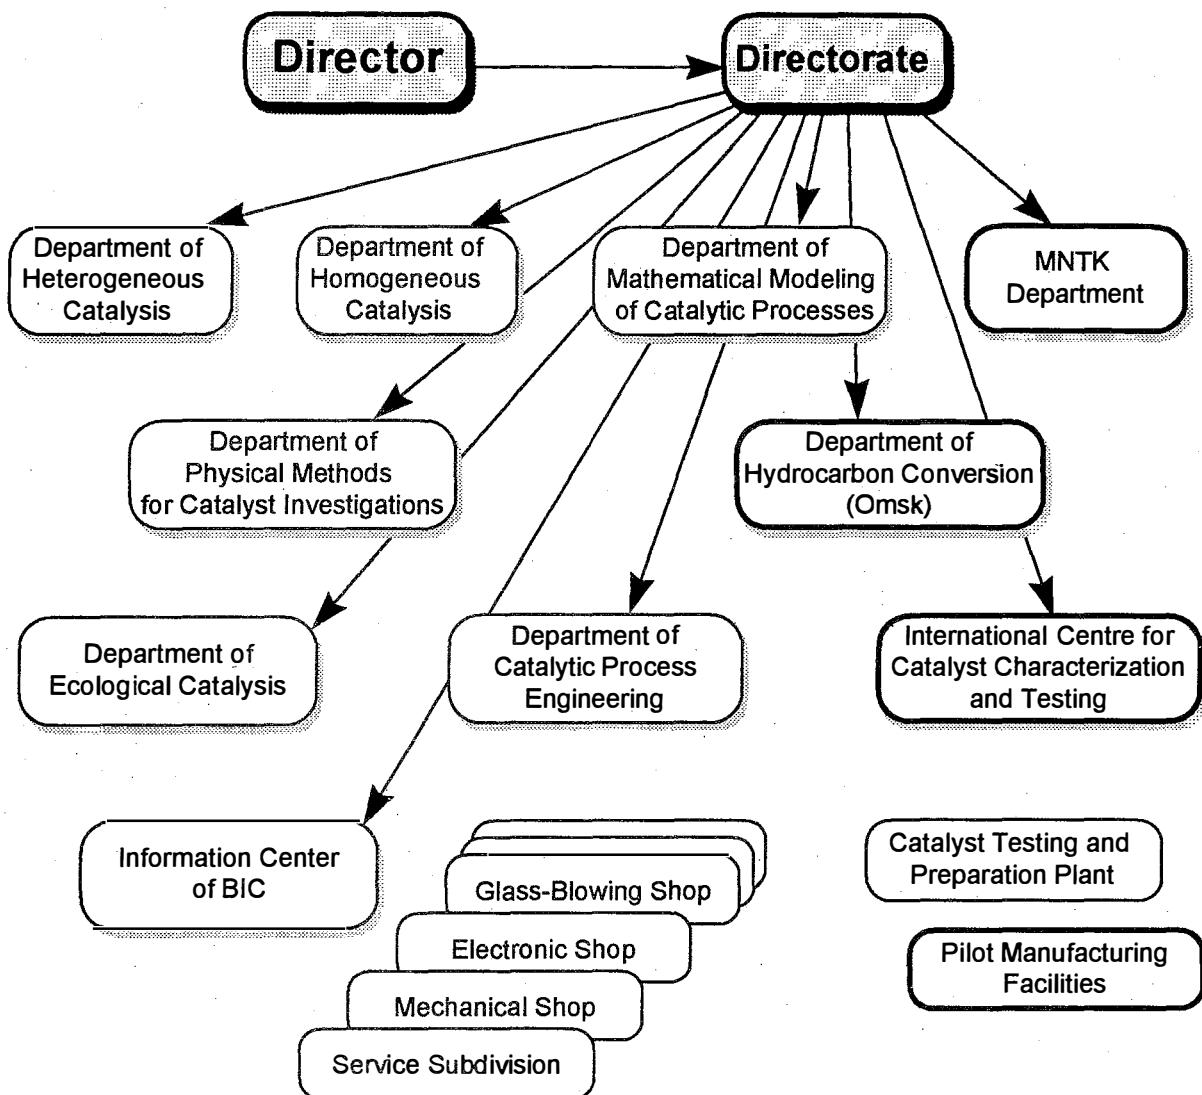 Director
Directorate
Department of
Heterogeneous
Catalysis
Department of
Homogeneous
Catalysis
Department of
Mathematical Modeling
of Catalytic Processes
MNTK
Department
Department of
Physical Methods
for Catalyst Investigations
Department of
Hydrocarbon Conversion
(Omsk)
Department of
Ecological Catalysis
Department of
Catalytic Process
Engineering
International Centre for
Catalyst Characterization
and Testing
Information Center
of BIC
Glass-Blowing Shop
Electronic Shop
Mechanical Shop
Service Subdivision
Catalyst Testing and
Preparation Plant
Pilot Manufacturing
Facilities